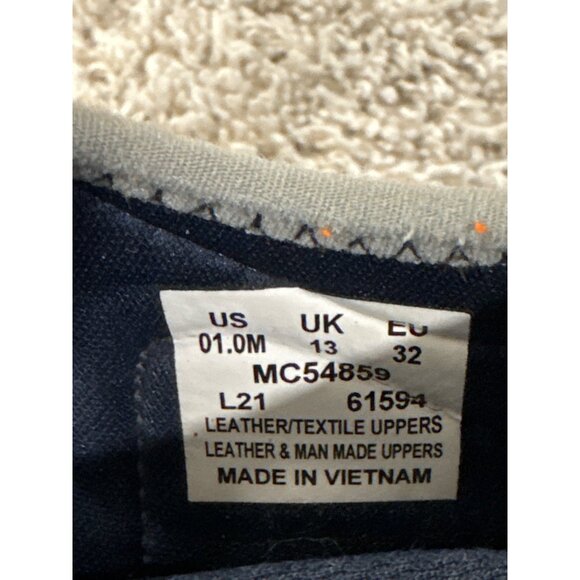 US UK EU
01.0M 13 32
MC54859
L21 61594
LEATHER/TEXTILE UPPERS
LEATHER & MAN MADE UPPERS
MADE IN VIETNAM